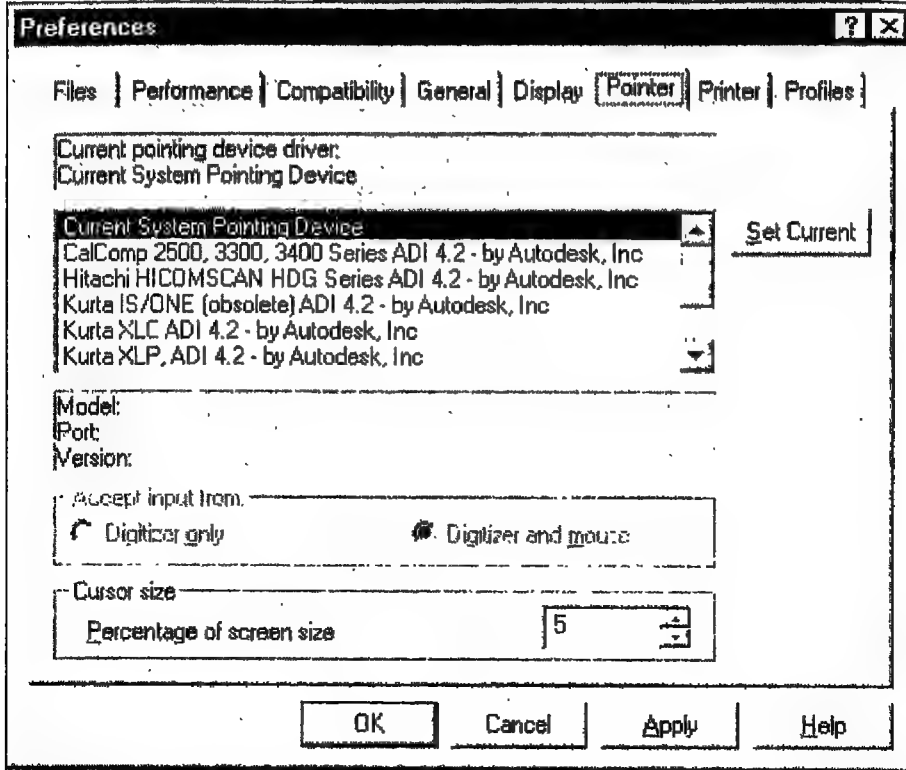 Preferences
Files Performance Compatibility General Display Pointer Printer Profiles
Current pointing device driver:
Current System Pointing Device
Current System Pointing Device
CalComp 2500, 3300, 3400 Series ADI 4.2 - by Autodesk, Inc
Hitachi HICOMSCAN HDG Series ADI 4.2 - by Autodesk, Inc
Kurta IS/ONE (obsolete) ADI 4.2 - by Autodesk, Inc
Kurta XLC ADI 4.2 - by Autodesk, Inc
Kurta XLP, ADI 4.2 - by Autodesk, Inc
Set Current
Model:
Port:
Version:
Accept input from:
Digitizer only Digitizer and mouse
Cursor size
Percentage of screen size 5
OK Cancel Apply Help